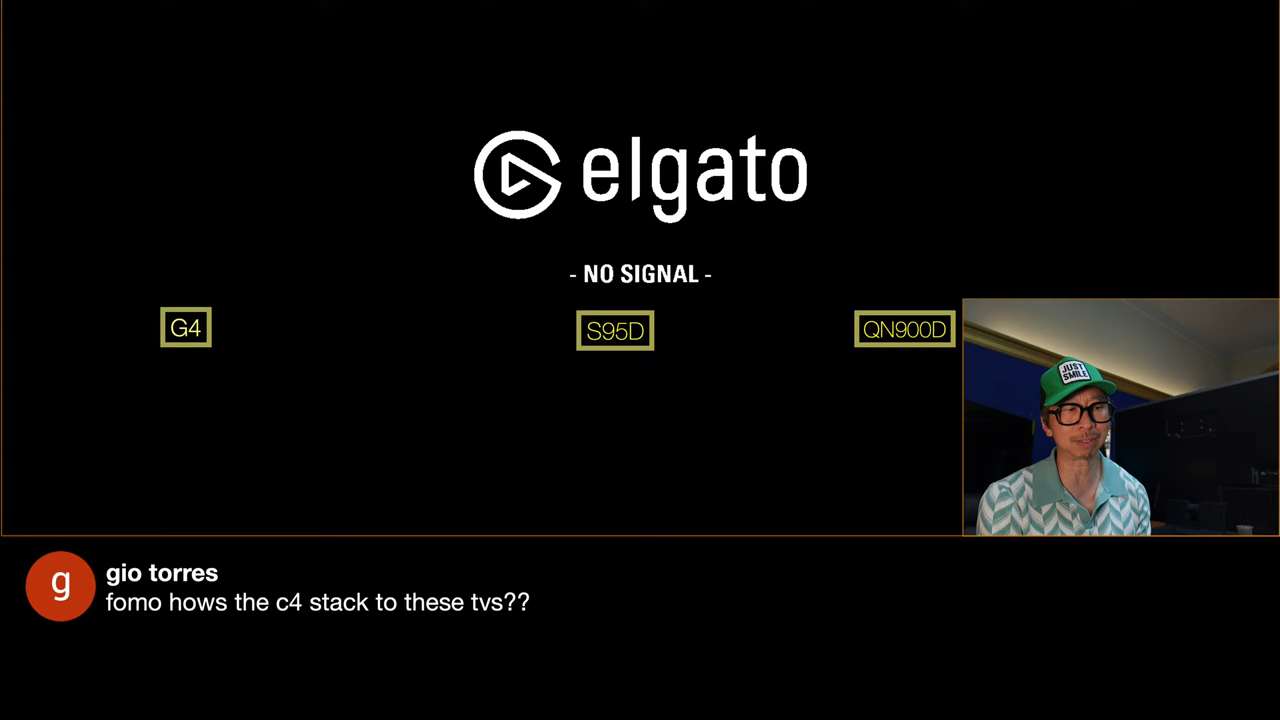 elgato
- NO SIGNAL -
G4
S95D
QN900D
JUST
SMILE
g
gio torres
fomo hows the c4 stack to these tvs??